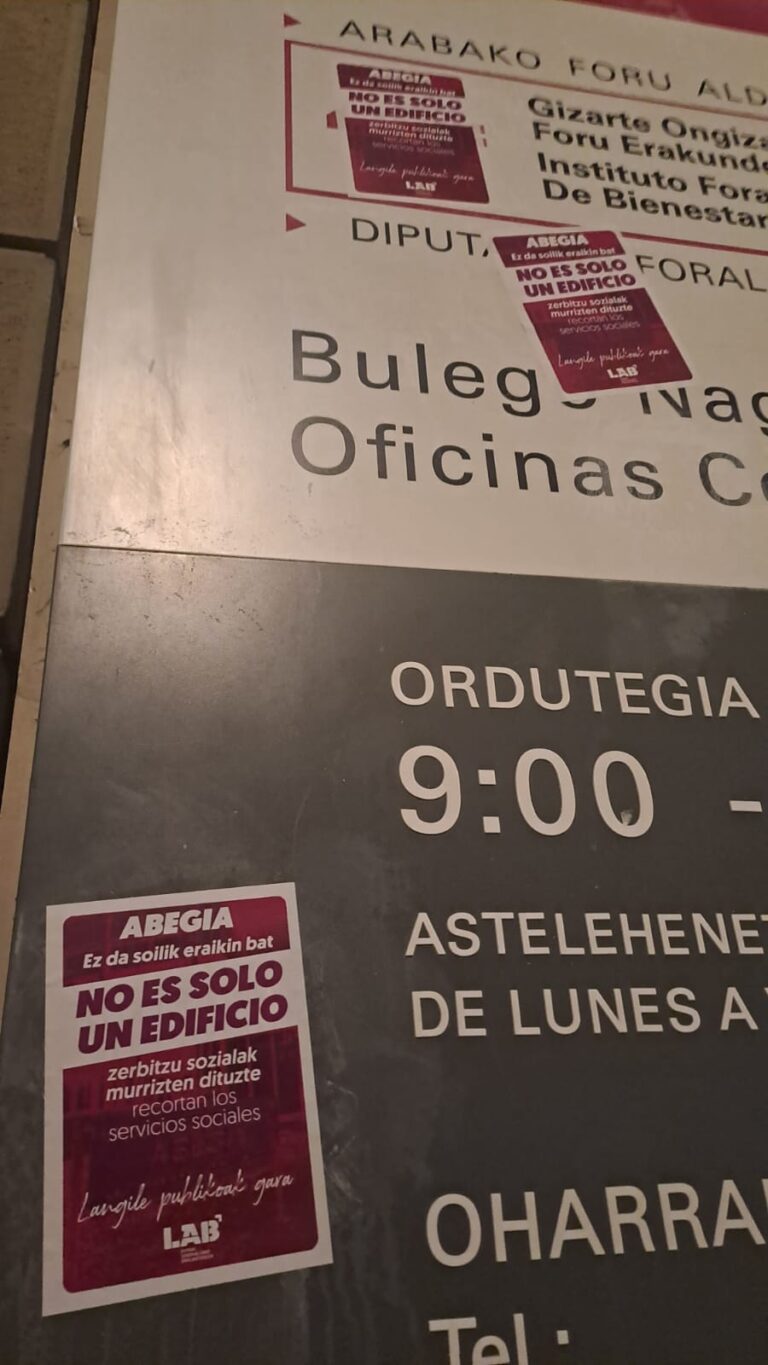 ARABAKO FORU ALD
ABEGIA
Ez da soilik eraikin bat
NO ES SOLO
UN EDIFICIO
zerbitzu sozialak
murrizten dituzte
recortan los
servicios sociales
Langile publikoak gara
LAB
Gizarte Ongiza
Foru Erakunde
Instituto Fora
De Bienestar
DIPUTA
FORAL
ABEGIA
Ez da soilik eraikin bat
NO ES SOLO
UN EDIFICIO
zerbitzu sozialak
murrizten dituzte
recortan los
servicios sociales
Langile publikoak gara
LAB
Bulego Nag
Oficinas Ce
ORDUTEGIA
9:00 -
ASTELEHENET
DE LUNES A V
ABEGIA
Ez da soilik eraikin bat
NO ES SOLO
UN EDIFICIO
zerbitzu sozialak
murrizten dituzte
recortan los
servicios sociales
Langile publikoak gara
LAB
OHARRA
Tel.: